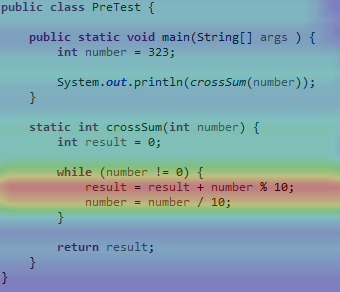 public class PreTest {
public static void main(String[] args ) {
int number = 323;
System.out.println(crossSum(number));
}
static int crossSum(int number) {
int result = 0;
while (number != 0) {
result = result + number % 10;
number = number / 10;
}
return result;
}
}